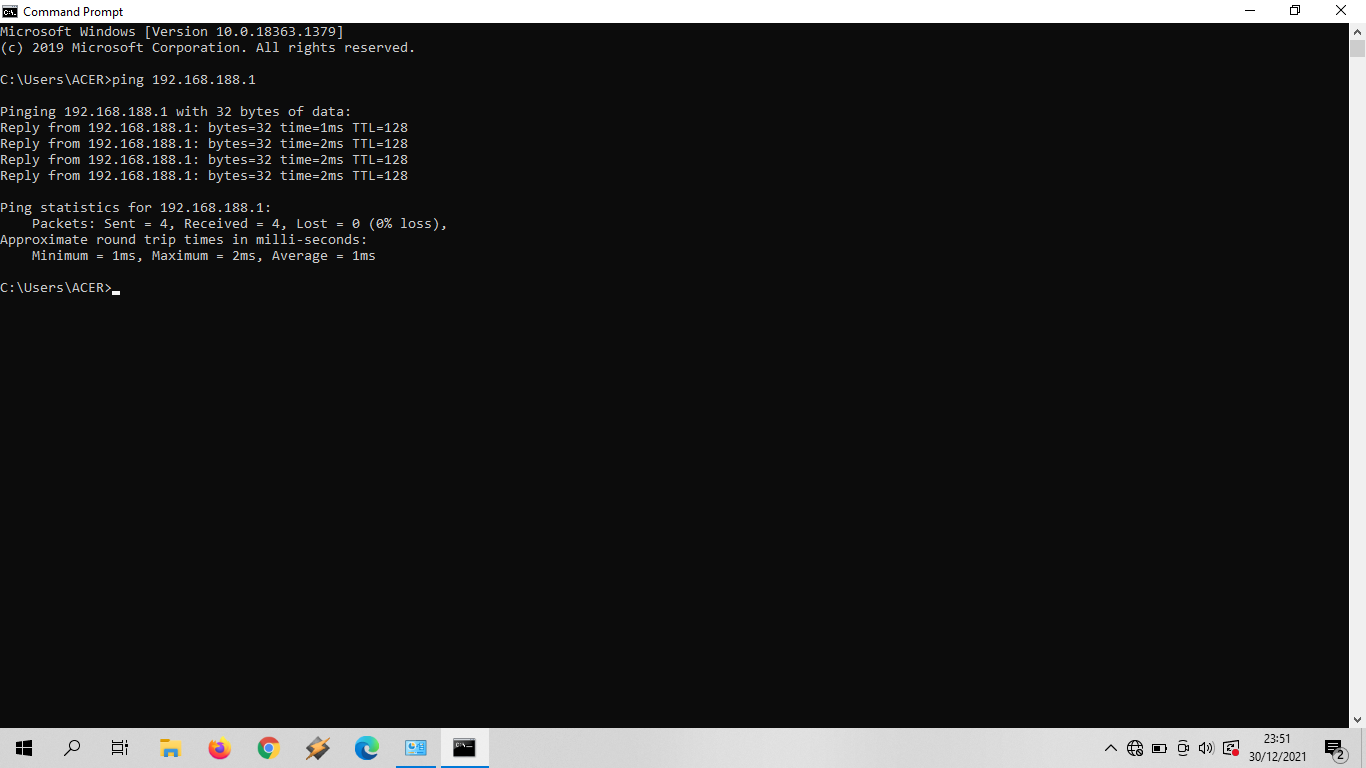 Command Prompt
Microsoft Windows [Version 10.0.18363.1379]
(c) 2019 Microsoft Corporation. All rights reserved.
C:\Users\ACER>ping 192.168.188.1
Pinging 192.168.188.1 with 32 bytes of data:
Reply from 192.168.188.1: bytes=32 time=1ms TTL=128
Reply from 192.168.188.1: bytes=32 time=2ms TTL=128
Reply from 192.168.188.1: bytes=32 time=2ms TTL=128
Reply from 192.168.188.1: bytes=32 time=2ms TTL=128
Ping statistics for 192.168.188.1:
    Packets: Sent = 4, Received = 4, Lost = 0 (0% loss),
Approximate round trip times in milli-seconds:
    Minimum = 1ms, Maximum = 2ms, Average = 1ms
C:\Users\ACER>
23:51
30/12/2021
2